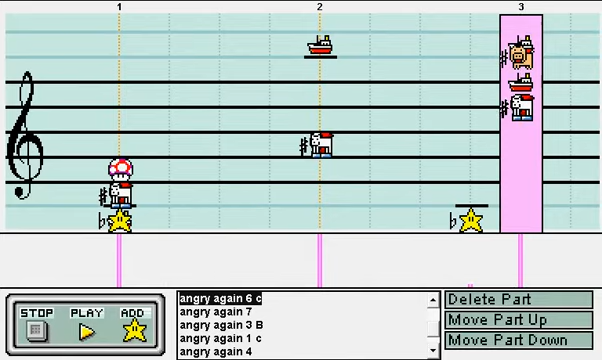 1 2 3
STOP PLAY ADD
angry again 6 c
angry again 7
angry again 3 B
angry again 1 c
angry again 4
Delete Part
Move Part Up
Move Part Down